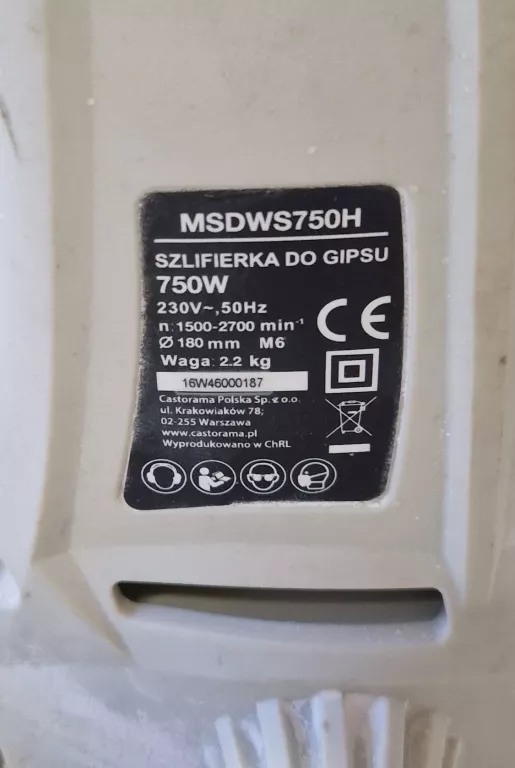 MSDWS750H
SZLIFIERKA DO GIPSU
750W
230V~,50Hz
n:1500-2700 min⁻¹
Ø 180 mm M6
Waga: 2.2 kg
16W46000187
Castorama Polska Sp. z o.o.
ul. Krakowiaków 78;
02-255 Warszawa
www.castorama.pl
Wyprodukowano w ChRL
CE